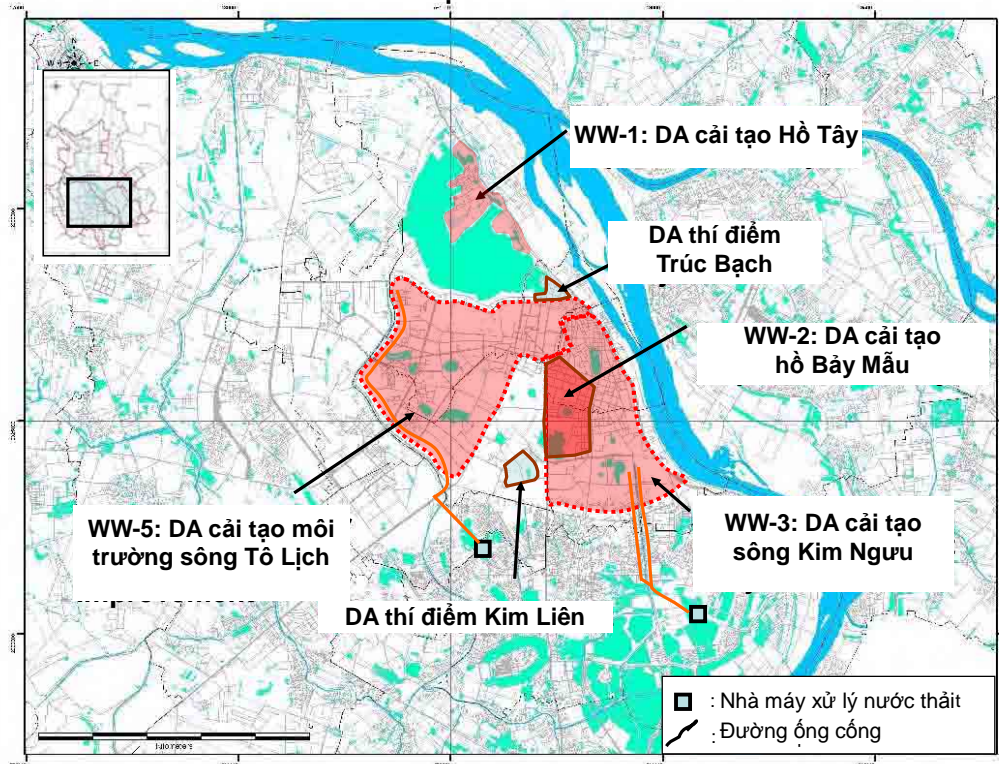 N
W
E
WW-1: DA cải tạo Hồ Tây
DA thí điểm
Trúc Bạch
WW-2: DA cải tạo
hồ Bảy Mẫu
WW-5: DA cải tạo môi
trường sông Tô Lịch
WW-3: DA cải tạo
sông Kim Ngưu
DA thí điểm Kim Liên
: Nhà máy xử lý nước thảit
: Đường ống cống